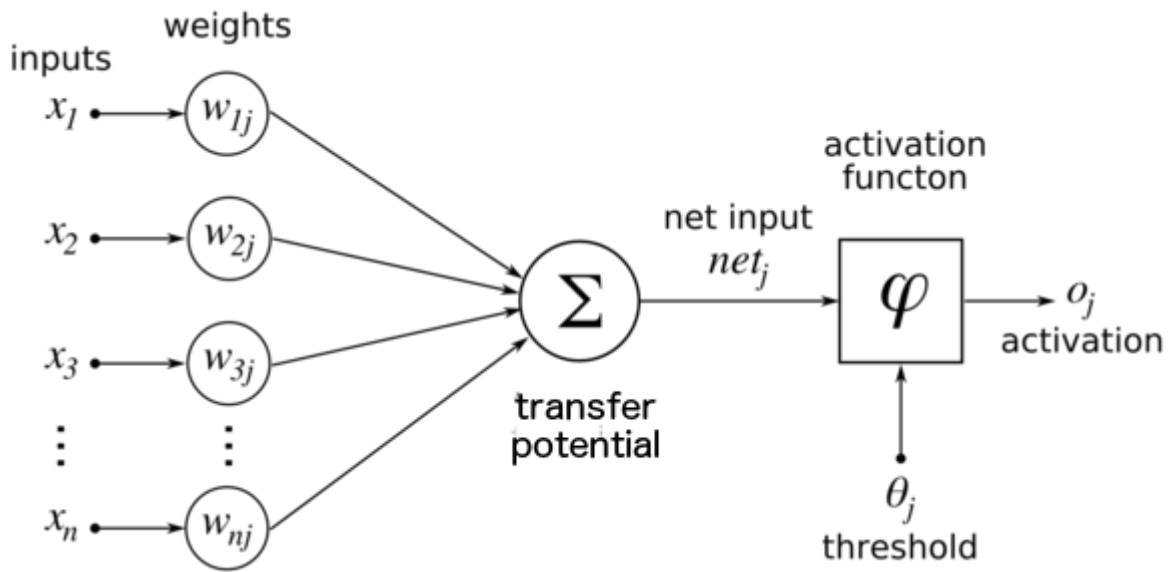 weights
inputs
x₁
w₁ⱼ
activation
functon
x₂
w₂ⱼ
net input
netⱼ
Σ
φ
oⱼ
activation
x₃
w₃ⱼ
transfer
potential
⋮
⋮
θⱼ
threshold
xₙ
wₙⱼ